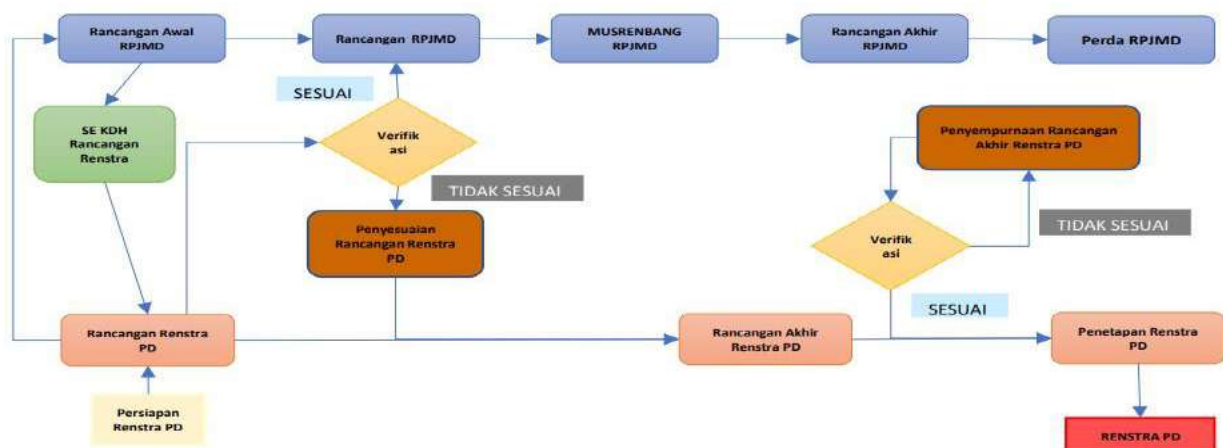 Rancangan Awal
RPJMD
Rancangan RPJMD
MUSRENBANG
RPJMD
Rancangan Akhir
RPJMD
Perda RPJMD
SESUAI
SE KDH
Rancangan
Renstra
Verifik
asi
Penyempurnaan Rancangan
Akhir Renstra PD
TIDAK SESUAI
Penyesuaian
Rancangan Renstra
PD
Verifik
asi
TIDAK SESUAI
SESUAI
Rancangan Renstra
PD
Rancangan Akhir
Renstra PD
Penetapan Renstra
PD
Persiapan
Renstra PD
RENSTRA PD